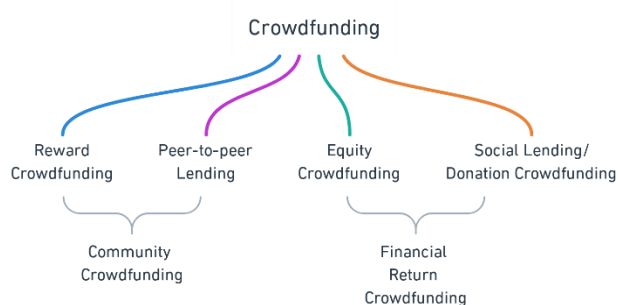 Crowdfunding
Reward
Crowdfunding
Peer-to-peer
Lending
Equity
Crowdfunding
Social Lending/
Donation Crowdfunding
Community
Crowdfunding
Financial
Return
Crowdfunding